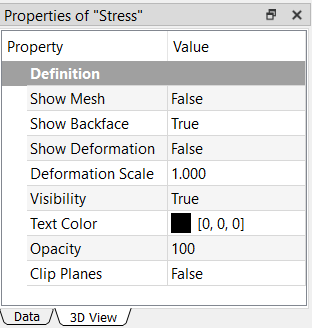 Properties of "Stress"
Property Value
Definition
Show Mesh False
Show Backface True
Show Deformation False
Deformation Scale 1.000
Visibility True
Text Color [0, 0, 0]
Opacity 100
Clip Planes False
Data 3D View